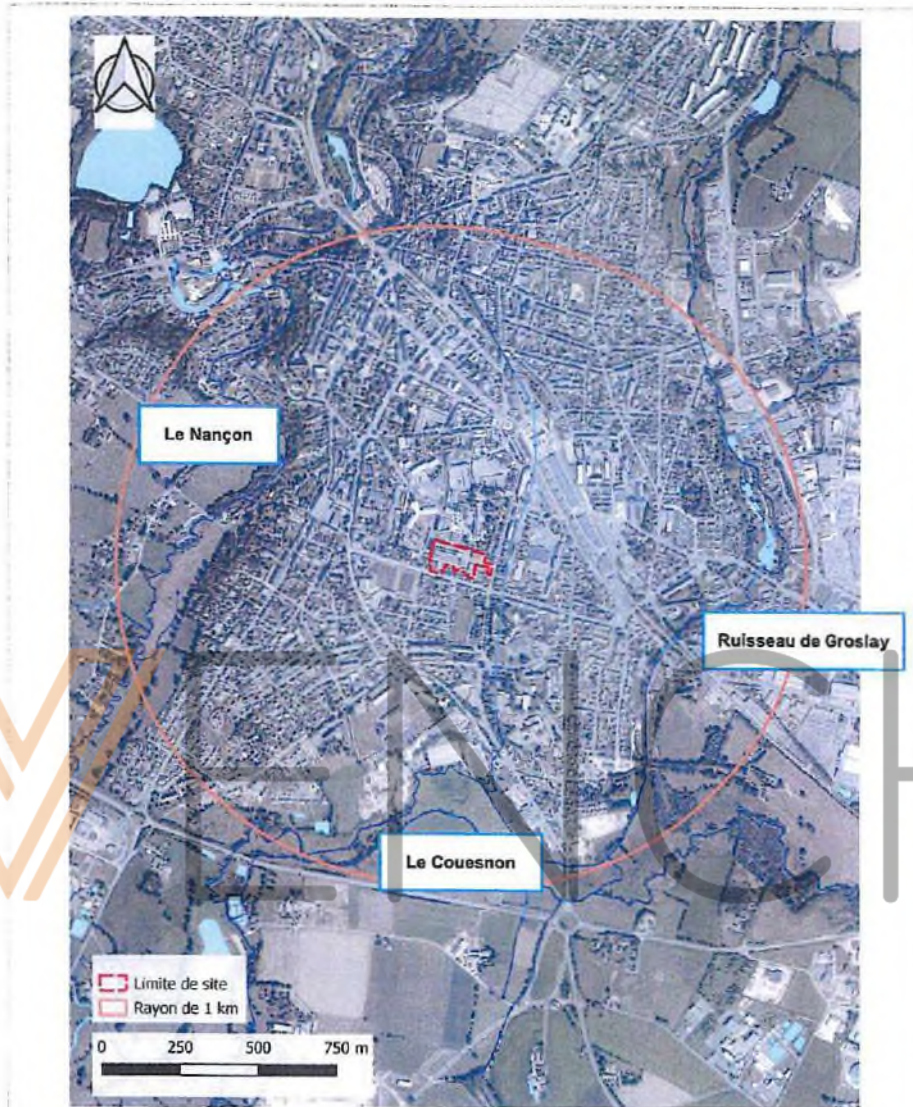 Le Nançon
Ruisseau de Groslay
Le Couesnon
Limite de site
Rayon de 1 km
0 250 500 750 m